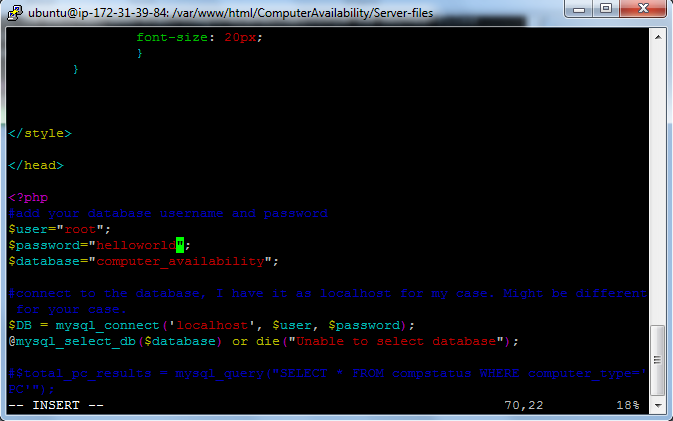 ubuntu@ip-172-31-39-84: /var/www/html/ComputerAvailability/Server-files
font-size: 20px;
}
}
</style>
</head>
<?php
#add your database username and password
$user="root";
$password="helloworld";
$database="computer_availability";
#connect to the database, I have it as localhost for my case. Might be different
for your case.
$DB = mysql_connect('localhost', $user, $password);
@mysql_select_db($database) or die("Unable to select database");
#$total_pc_results = mysql_query("SELECT * FROM compstatus WHERE computer_type='
PC'");
-- INSERT -- 70,22 18%